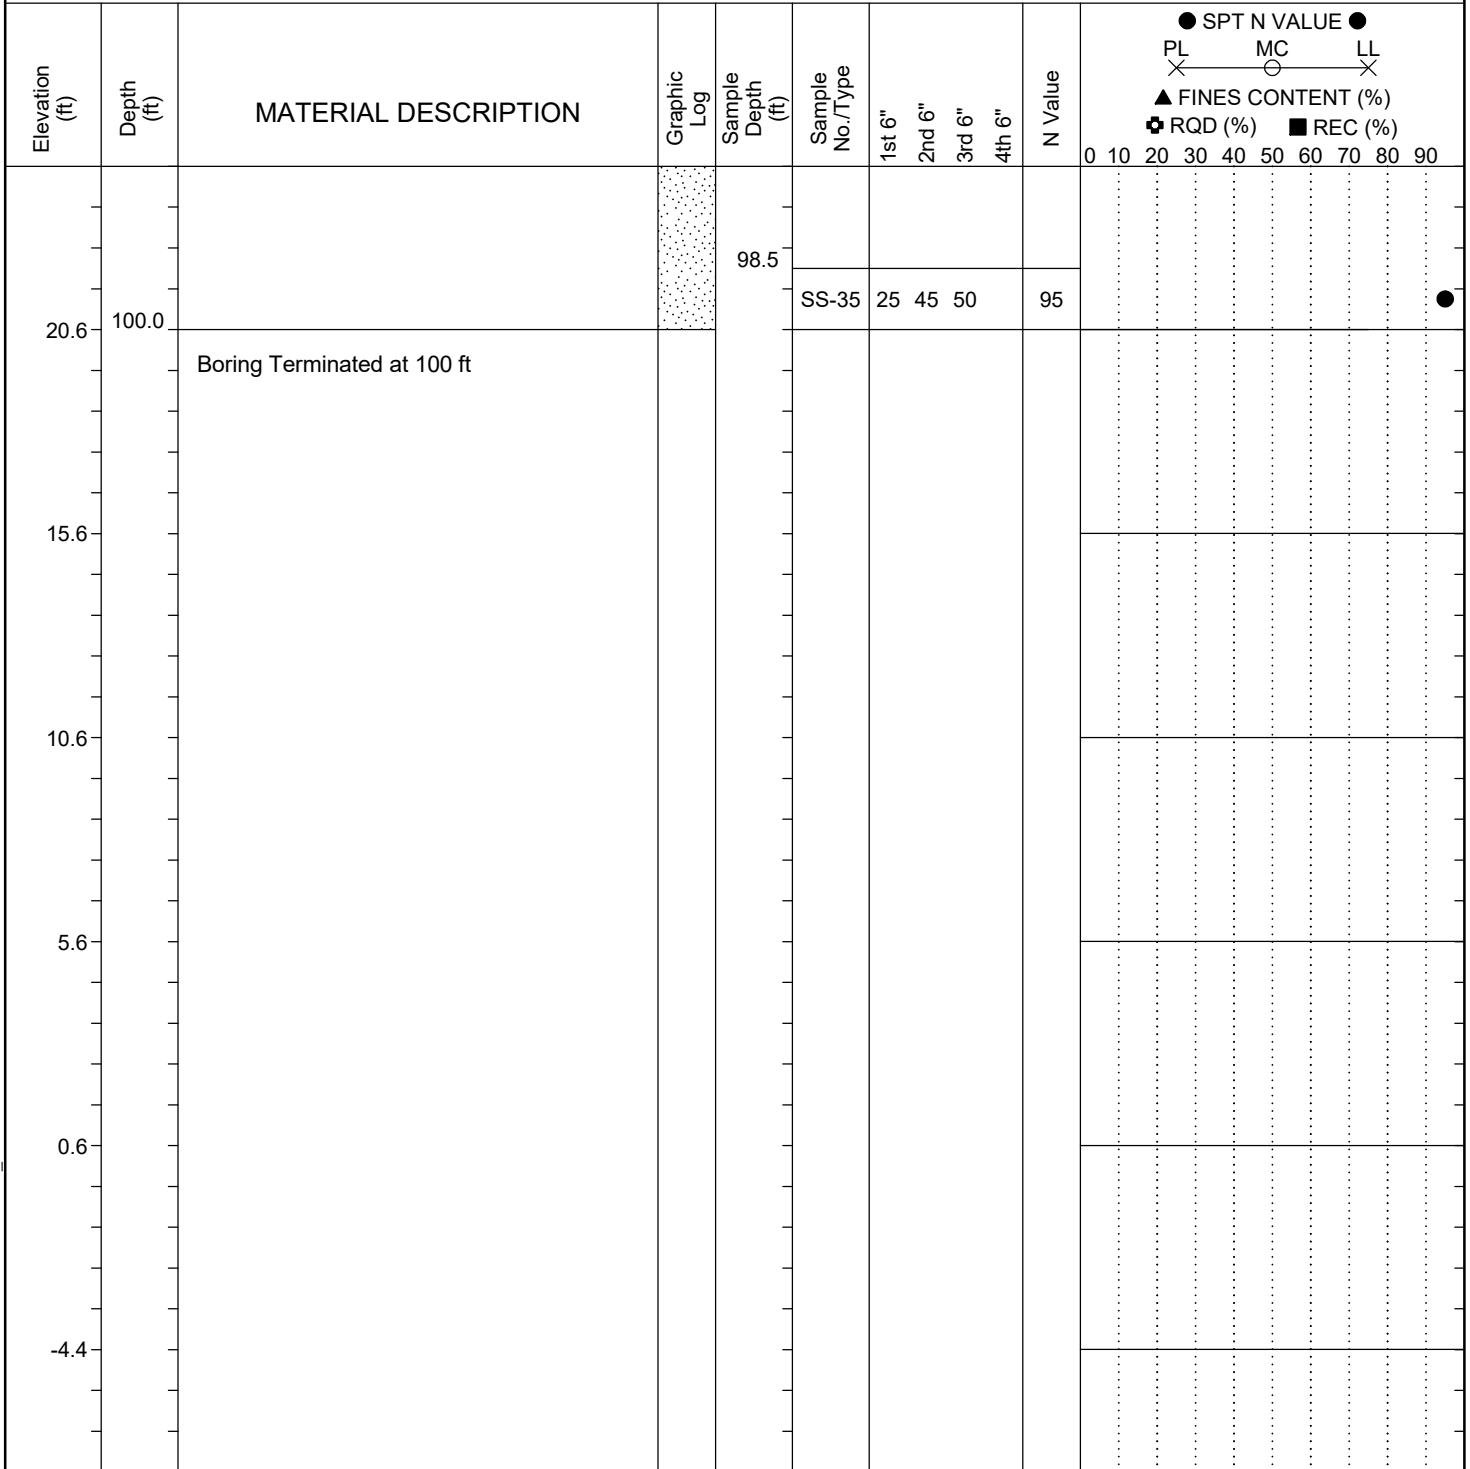 Elevation (ft)
Depth (ft)
MATERIAL DESCRIPTION
Graphic Log
Sample Depth (ft)
Sample No./Type
1st 6"
2nd 6"
3rd 6"
4th 6"
N Value
SPT N VALUE
PL MC LL
FINES CONTENT (%)
RQD (%) REC (%)
0 10 20 30 40 50 60 70 80 90
98.5
SS-35 25 45 50 95
20.6 100.0
Boring Terminated at 100 ft
15.6
10.6
5.6
0.6
-4.4